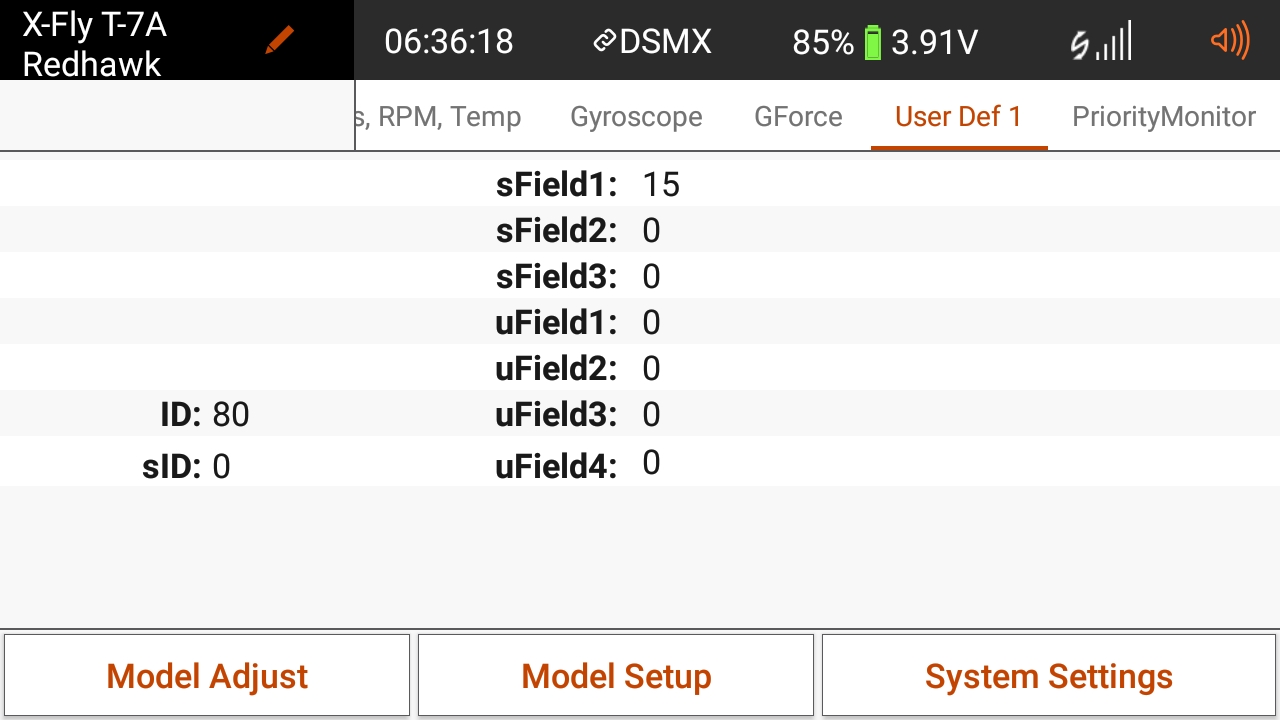 X-Fly T-7A
Redhawk
06:36:18 DSMX 85% 3.91V
s, RPM, Temp Gyroscope GForce User Def 1 PriorityMonitor
sField1: 15
sField2: 0
sField3: 0
uField1: 0
uField2: 0
ID: 80 uField3: 0
sID: 0 uField4: 0
Model Adjust Model Setup System Settings